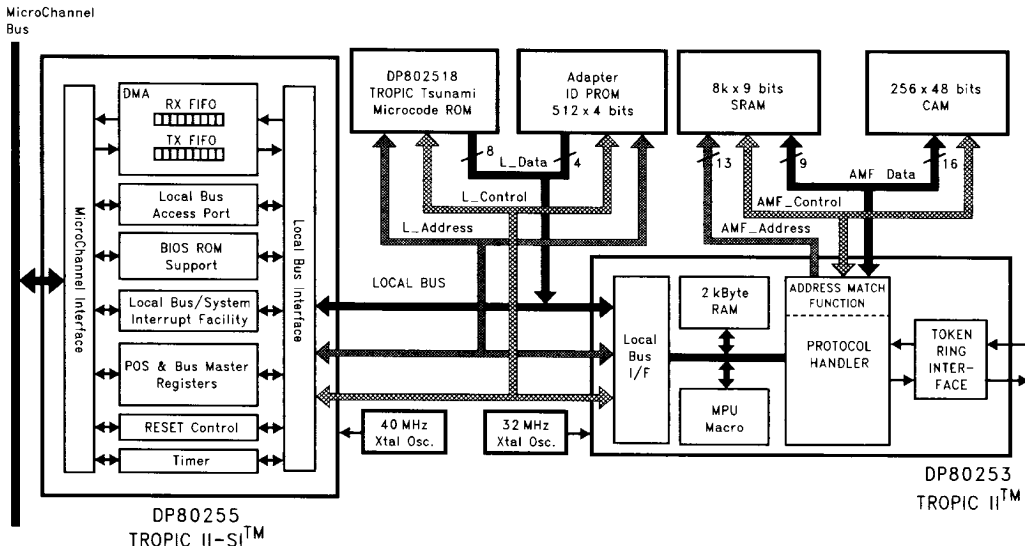 MicroChannel
Bus
MicroChannel Interface
DMA
RX FIFO
TX FIFO
Local Bus
Access Port
BIOS ROM
Support
Local Bus/System
Interrupt Facility
POS & Bus Master
Registers
RESET Control
Timer
Local Bus Interface
DP80255
TROPIC II-SI™
DP802518
TROPIC Tsunami
Microcode ROM
Adapter
ID PROM
512 x 4 bits
8k x 9 bits
SRAM
256 x 48 bits
CAM
8
L_Data
4
L_Control
L_Address
LOCAL BUS
13
9
16
AMF_Data
AMF_Control
AMF_Address
40 MHz
Xtal Osc.
32 MHz
Xtal Osc.
Local
Bus
I/F
2 kByte
RAM
MPU
Macro
ADDRESS MATCH
FUNCTION
PROTOCOL
HANDLER
TOKEN
RING
INTER-
FACE
DP80253
TROPIC II™